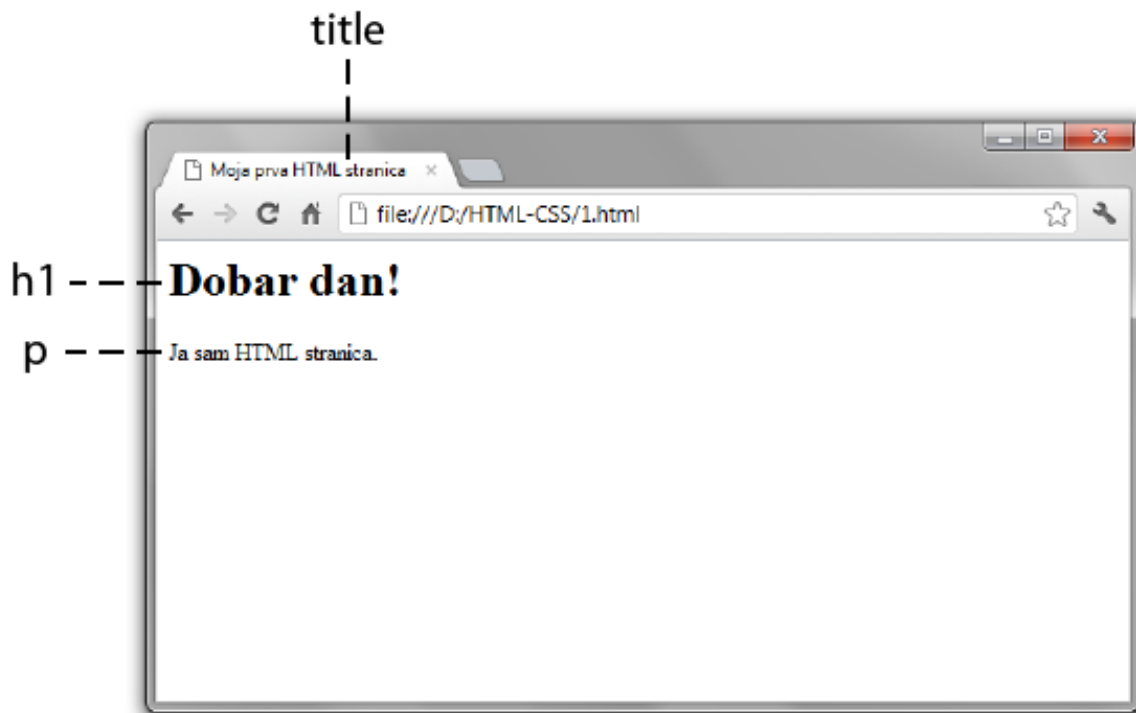 title
Moja prva HTML stranica
file:///D:/HTML-CSS/1.html
h1
Dobar dan!
p
Ja sam HTML stranica.